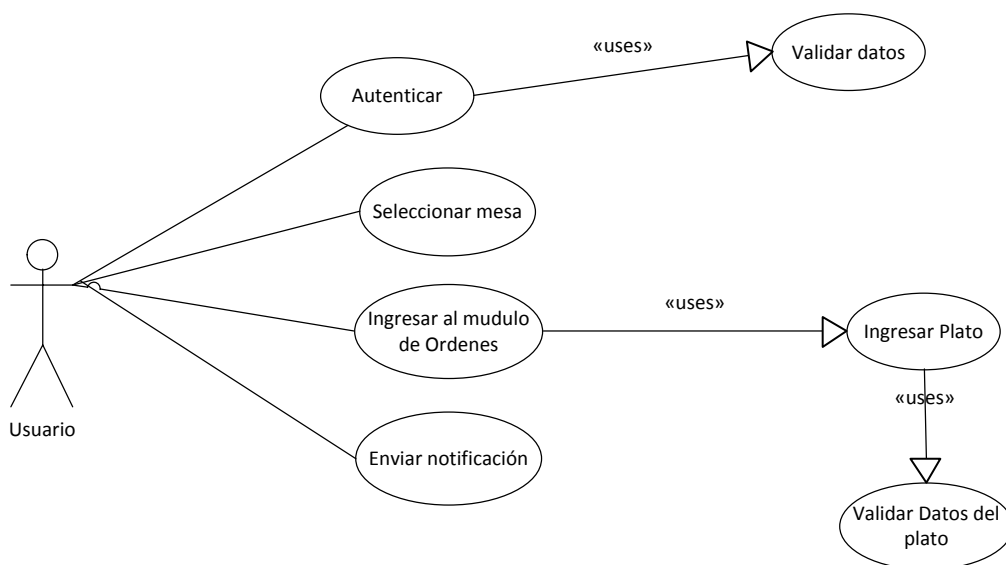 «uses»
Validar datos
Autenticar
Seleccionar mesa
Ingresar al mudulo
de Ordenes
«uses»
Ingresar Plato
«uses»
Usuario
Enviar notificación
Validar Datos del
plato